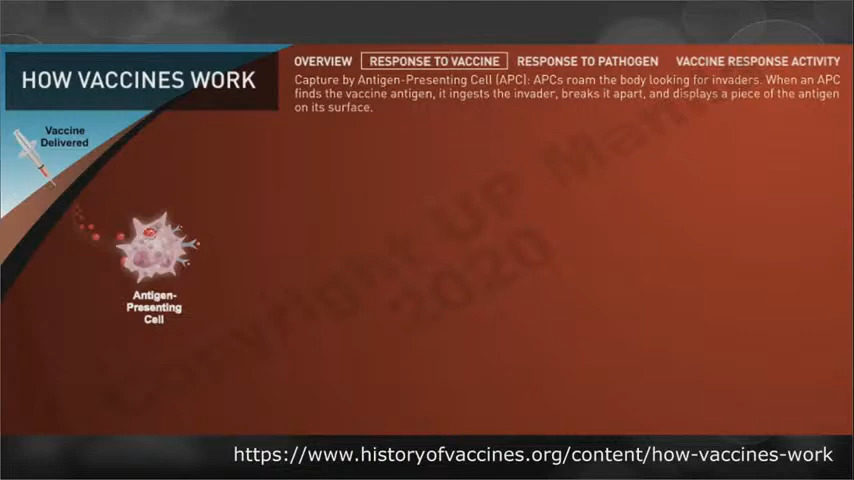 HOW VACCINES WORK
OVERVIEW RESPONSE TO VACCINE RESPONSE TO PATHOGEN VACCINE RESPONSE ACTIVITY
Capture by Antigen-Presenting Cell (APC): APCs roam the body looking for invaders. When an APC
finds the vaccine antigen, it ingests the invader, breaks it apart, and displays a piece of the antigen
on its surface.
Vaccine
Delivered
Antigen-
Presenting
Cell
Copyright UP
2020
https://www.historyofvaccines.org/content/how-vaccines-work